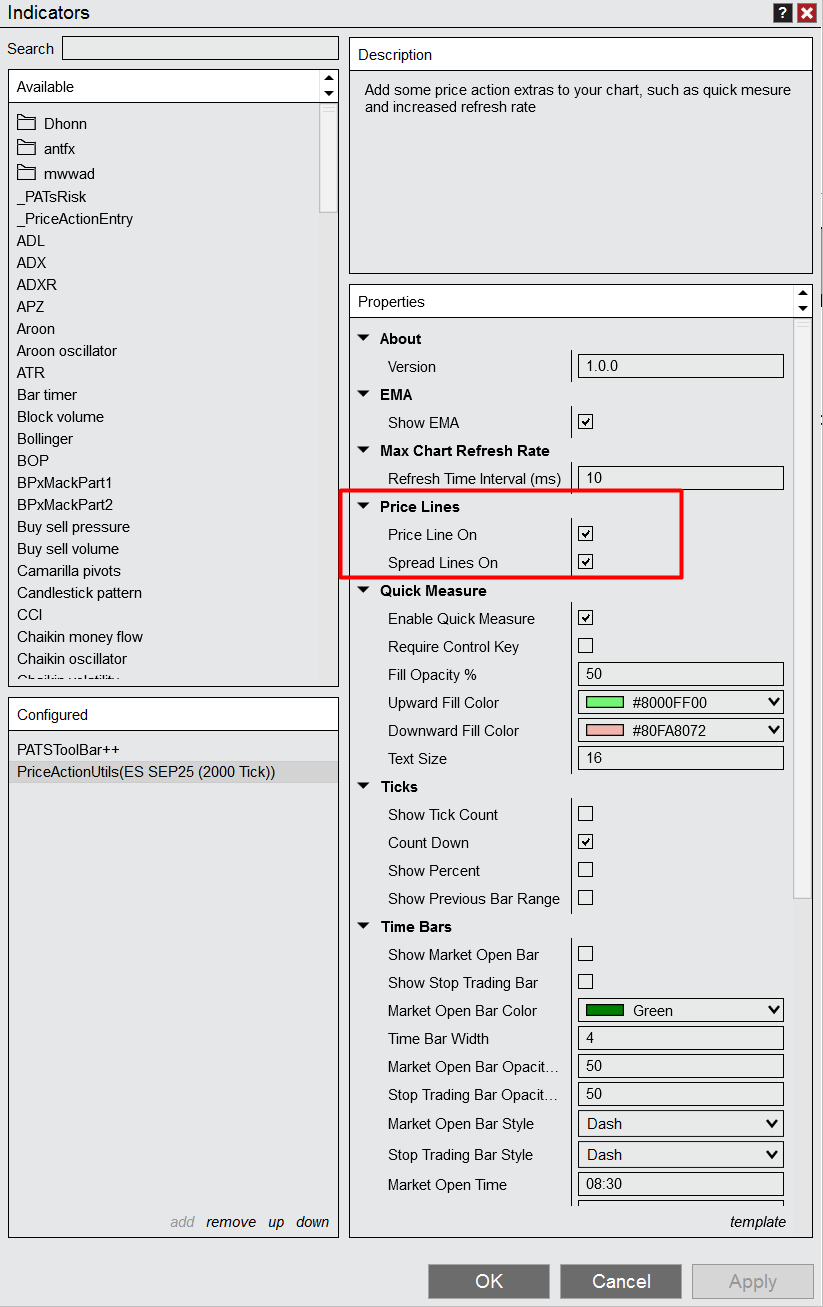 Indicators
?
Search
Available
Dhonn
antfx
mwwad
_PATsRisk
_PriceActionEntry
ADL
ADX
ADXR
APZ
Aroon
Aroon oscillator
ATR
Bar timer
Block volume
Bollinger
BOP
BPxMackPart1
BPxMackPart2
Buy sell pressure
Buy sell volume
Camarilla pivots
Candlestick pattern
CCI
Chaikin money flow
Chaikin oscillator
Chaikin volatility
Configured
PATSToolBar++
PriceActionUtils(ES SEP25 (2000 Tick))
add remove up down
Description
Add some price action extras to your chart, such as quick mesure
and increased refresh rate
Properties
About
Version 1.0.0
EMA
Show EMA
Max Chart Refresh Rate
Refresh Time Interval (ms) 10
Price Lines
Price Line On
Spread Lines On
Quick Measure
Enable Quick Measure
Require Control Key
Fill Opacity % 50
Upward Fill Color #8000FF00
Downward Fill Color #80FA8072
Text Size 16
Ticks
Show Tick Count
Count Down
Show Percent
Show Previous Bar Range
Time Bars
Show Market Open Bar
Show Stop Trading Bar
Market Open Bar Color Green
Time Bar Width 4
Market Open Bar Opacit... 50
Stop Trading Bar Opacit... 50
Market Open Bar Style Dash
Stop Trading Bar Style Dash
Market Open Time 08:30
template
OK Cancel Apply